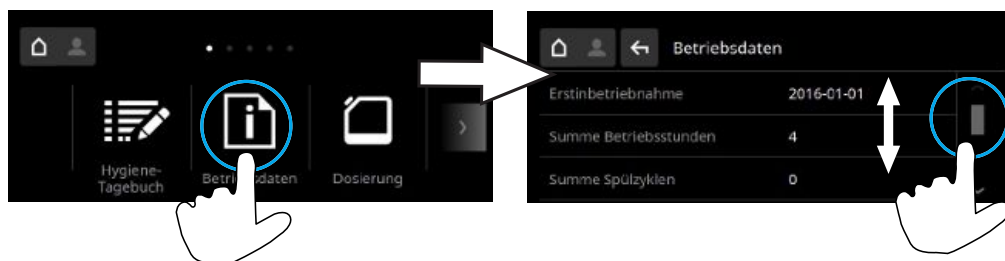 Hygiene-
Tagebuch
Betriebsdaten
Dosierung
Betriebsdaten
Erstinbetriebnahme 2016-01-01
Summe Betriebsstunden 4
Summe Spülzyklen 0